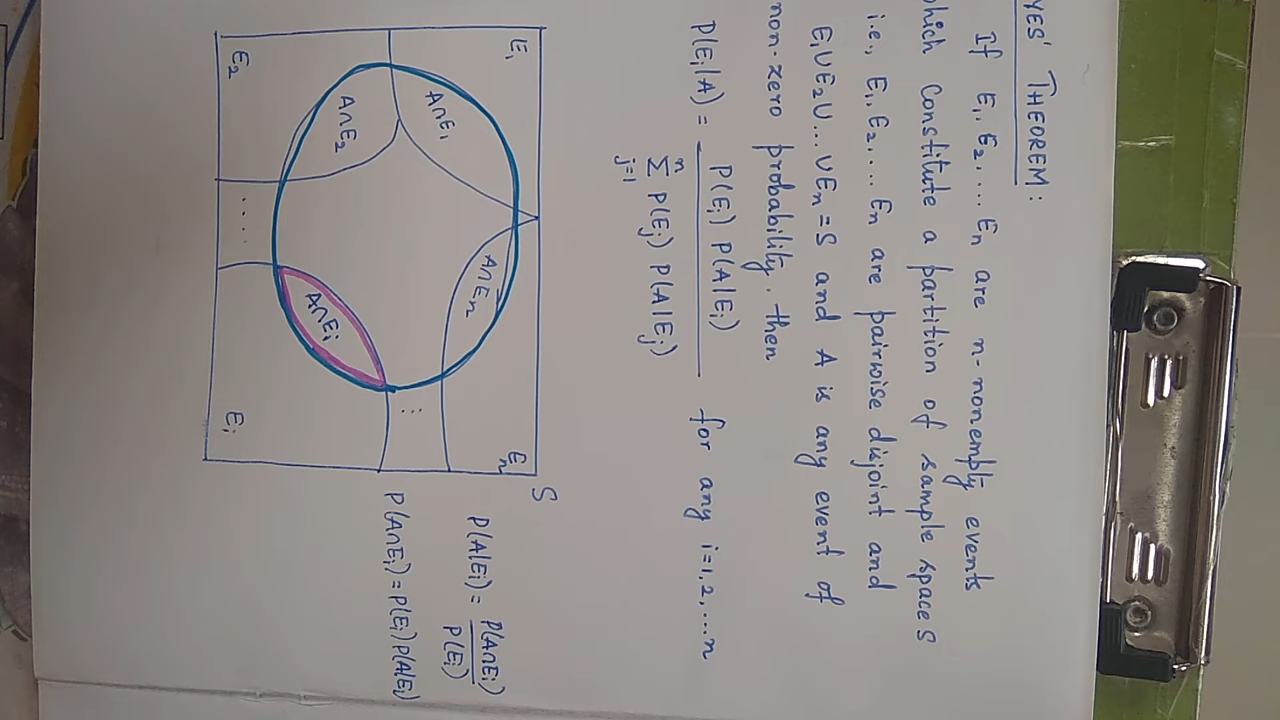 YES' THEOREM:
If E₁, E₂, ... Eₙ are n-nonempty events
which constitute a partition of sample space S
i.e., E₁, E₂, .... Eₙ are pairwise disjoint and
E₁∪E₂∪...∪Eₙ = S and A is any event of
non-zero probability, then
P(Eᵢ|A) = P(Eᵢ) P(A|Eᵢ) / ∑ⱼ₌₁ⁿ P(Eⱼ) P(A|Eⱼ) for any i=1,2,...n
S
E₁
Eₙ
A∩E₁
A∩Eₙ
P(A|Eᵢ) = P(A∩Eᵢ) / P(Eᵢ)
⋮
P(A∩Eᵢ) = P(Eᵢ) P(A|Eᵢ)
A∩E₂
A∩Eᵢ
E₂
....
Eᵢ